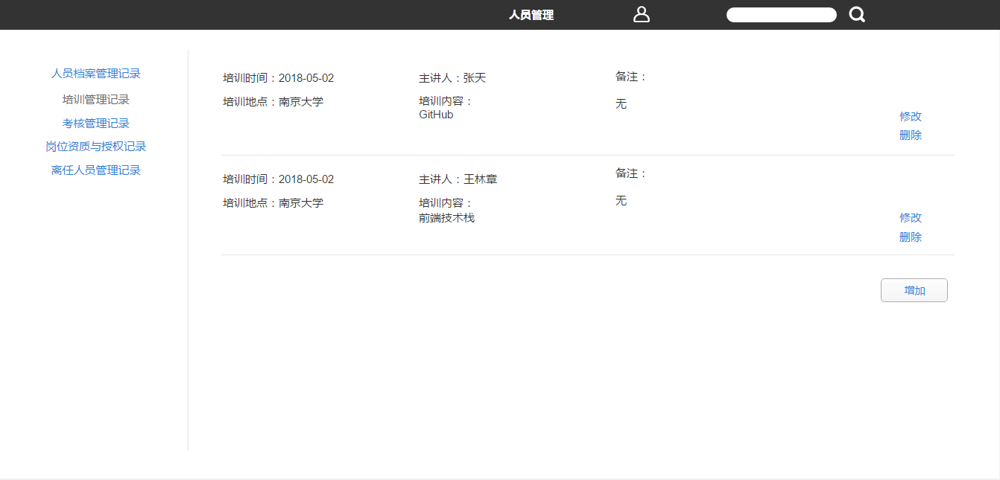 人员管理
人员档案管理记录
培训管理记录
考核管理记录
岗位资质与授权记录
离任人员管理记录
培训时间：2018-05-02
主讲人：张天
备注：
培训地点：南京大学
培训内容：
GitHub
无
修改
删除
培训时间：2018-05-02
主讲人：王林章
备注：
培训地点：南京大学
培训内容：
前端技术栈
无
修改
删除
增加